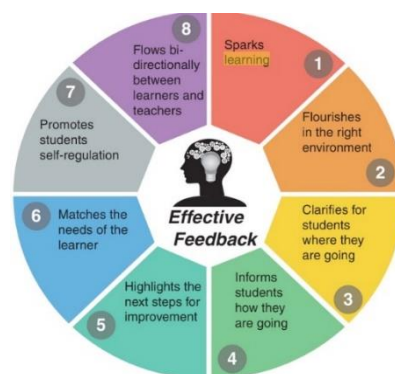 8
Flows bi-
directionally
between
learners and
teachers
Sparks
learning
1
7
Promotes
students
self-regulation
Flourishes
in the right
environment
2
Effective
Feedback
6
Matches the
needs of the
learner
Clarifies for
students
where they
are going
3
Highlights the
next steps for
improvement
5
Informs
students
how they
are going
4